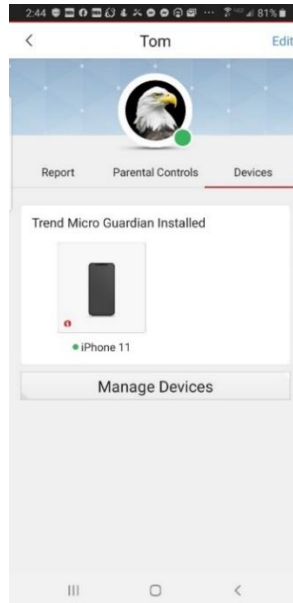 2:44 ... 81%
Tom
Edit
Report Parental Controls Devices
Trend Micro Guardian Installed
iPhone 11
Manage Devices